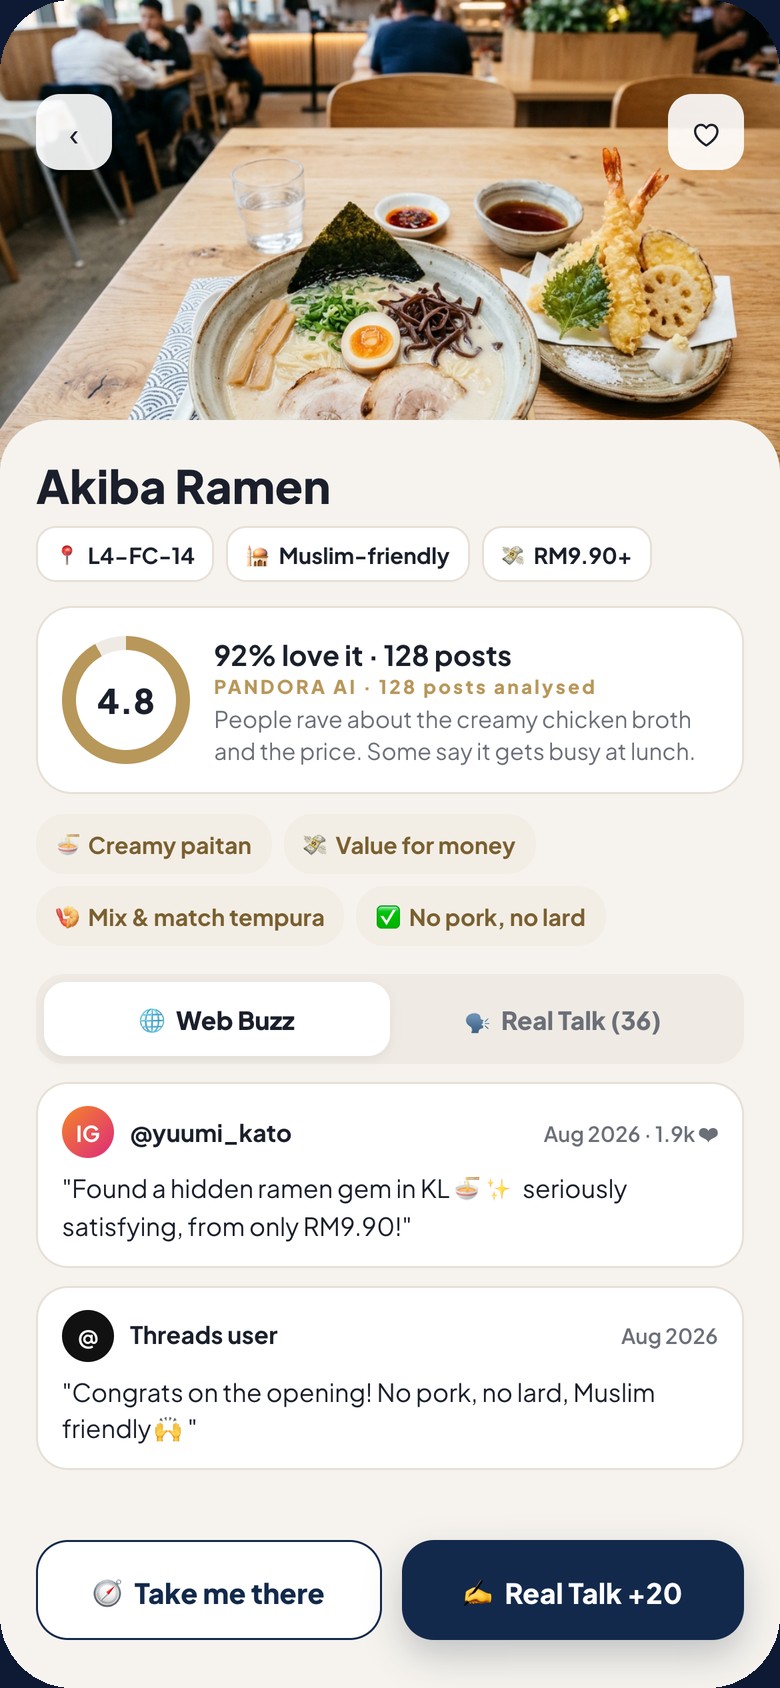 ‹
Akiba Ramen
📍 L4-FC-14
🕌 Muslim-friendly
💸 RM9.90+
4.8
92% love it · 128 posts
PANDORA AI · 128 posts analysed
People rave about the creamy chicken broth
and the price. Some say it gets busy at lunch.
🍜 Creamy paitan
💸 Value for money
🍤 Mix & match tempura
✅ No pork, no lard
🌐 Web Buzz
🗣️ Real Talk (36)
IG @yuumi_kato
Aug 2026 · 1.9k ❤
"Found a hidden ramen gem in KL 🍜 ✨ seriously
satisfying, from only RM9.90!"
@ Threads user
Aug 2026
"Congrats on the opening! No pork, no lard, Muslim
friendly 🙌 "
🧭 Take me there
✍️ Real Talk +20